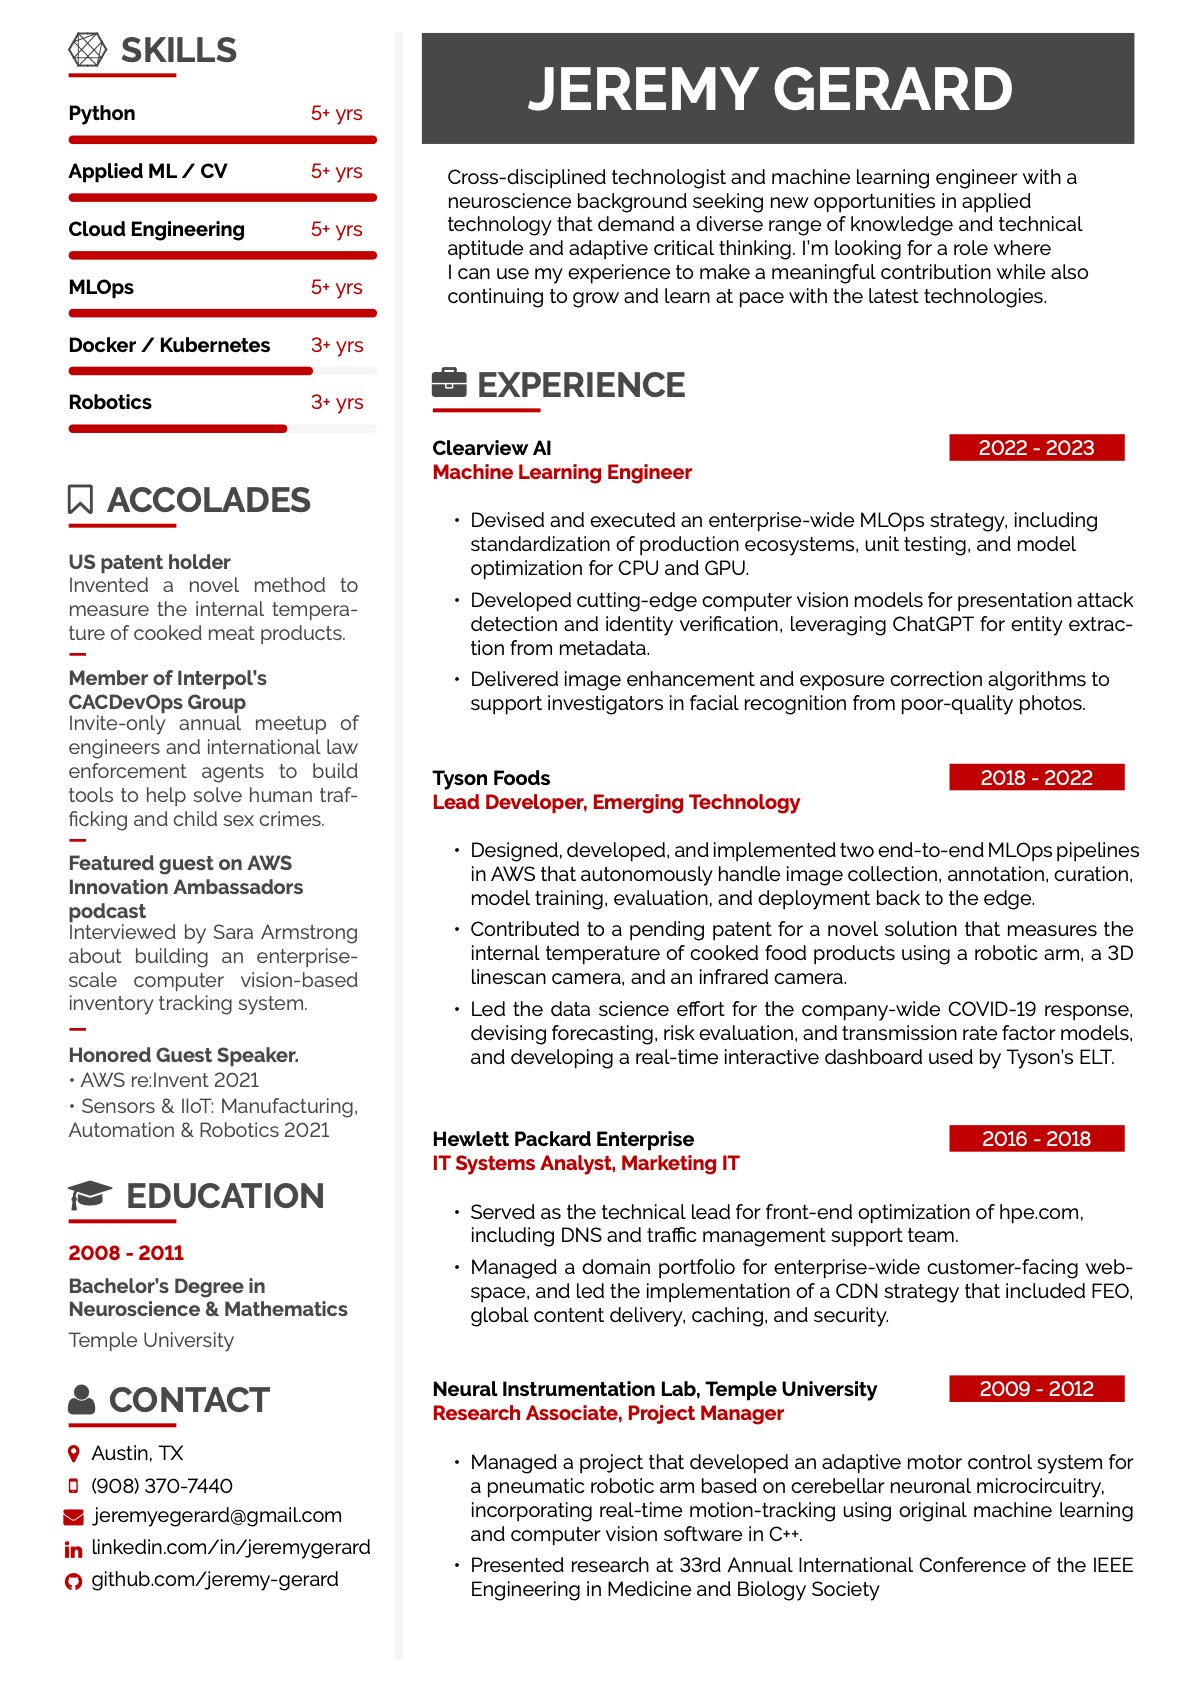 SKILLS
Python 5+ yrs
Applied ML / CV 5+ yrs
Cloud Engineering 5+ yrs
MLOps 5+ yrs
Docker / Kubernetes 3+ yrs
Robotics 3+ yrs
ACCOLADES
US patent holder
Invented a novel method to
measure the internal tempera-
ture of cooked meat products.
Member of Interpol's
CACDevOps Group
Invite-only annual meetup of
engineers and international law
enforcement agents to build
tools to help solve human traf-
ficking and child sex crimes.
Featured guest on AWS
Innovation Ambassadors
podcast
Interviewed by Sara Armstrong
about building an enterprise-
scale computer vision-based
inventory tracking system.
Honored Guest Speaker.
• AWS re:Invent 2021
• Sensors & IIoT: Manufacturing,
Automation & Robotics 2021
EDUCATION
2008 - 2011
Bachelor's Degree in
Neuroscience & Mathematics
Temple University
CONTACT
Austin, TX
(908) 370-7440
jeremyegerard@gmail.com
linkedin.com/in/jeremygerard
github.com/jeremy-gerard
JEREMY GERARD
Cross-disciplined technologist and machine learning engineer with a
neuroscience background seeking new opportunities in applied
technology that demand a diverse range of knowledge and technical
aptitude and adaptive critical thinking. I'm looking for a role where
I can use my experience to make a meaningful contribution while also
continuing to grow and learn at pace with the latest technologies.
EXPERIENCE
Clearview AI 2022 - 2023
Machine Learning Engineer
• Devised and executed an enterprise-wide MLOps strategy, including
standardization of production ecosystems, unit testing, and model
optimization for CPU and GPU.
• Developed cutting-edge computer vision models for presentation attack
detection and identity verification, leveraging ChatGPT for entity extrac-
tion from metadata.
• Delivered image enhancement and exposure correction algorithms to
support investigators in facial recognition from poor-quality photos.
Tyson Foods 2018 - 2022
Lead Developer, Emerging Technology
• Designed, developed, and implemented two end-to-end MLOps pipelines
in AWS that autonomously handle image collection, annotation, curation,
model training, evaluation, and deployment back to the edge.
• Contributed to a pending patent for a novel solution that measures the
internal temperature of cooked food products using a robotic arm, a 3D
linescan camera, and an infrared camera.
• Led the data science effort for the company-wide COVID-19 response,
devising forecasting, risk evaluation, and transmission rate factor models,
and developing a real-time interactive dashboard used by Tyson's ELT.
Hewlett Packard Enterprise 2016 - 2018
IT Systems Analyst, Marketing IT
• Served as the technical lead for front-end optimization of hpe.com,
including DNS and traffic management support team.
• Managed a domain portfolio for enterprise-wide customer-facing web-
space, and led the implementation of a CDN strategy that included FEO,
global content delivery, caching, and security.
Neural Instrumentation Lab, Temple University 2009 - 2012
Research Associate, Project Manager
• Managed a project that developed an adaptive motor control system for
a pneumatic robotic arm based on cerebellar neuronal microcircuitry,
incorporating real-time motion-tracking using original machine learning
and computer vision software in C++.
• Presented research at 33rd Annual International Conference of the IEEE
Engineering in Medicine and Biology Society